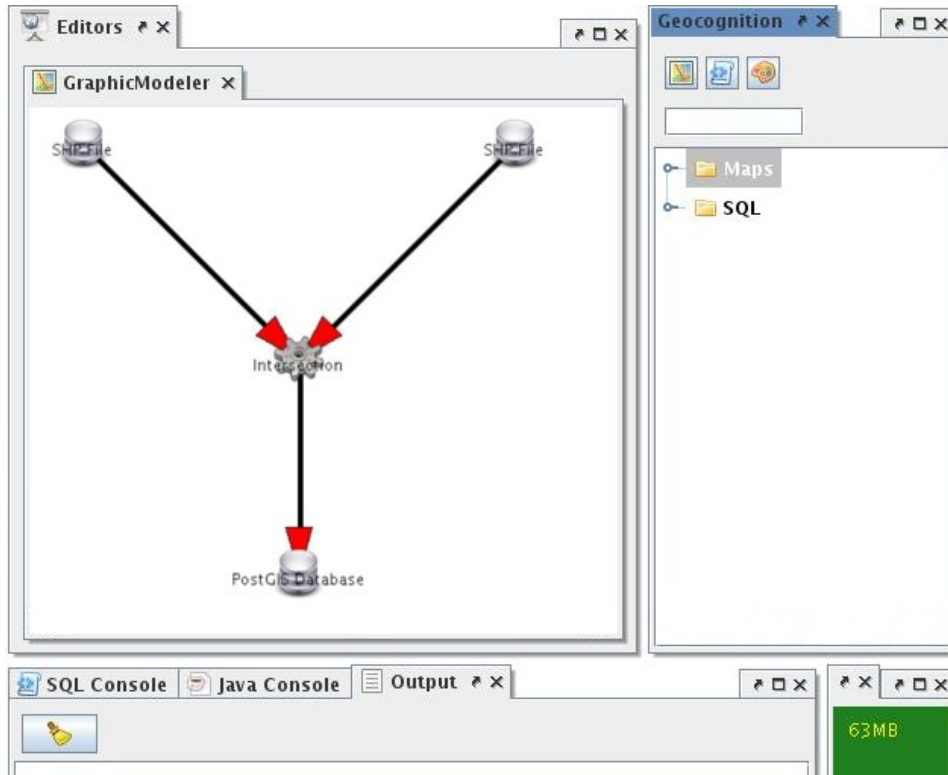 Editors
Geocognition
GraphicModeler
SHP File
SHP File
Maps
SQL
Intersection
PostGIS Database
SQL Console
Java Console
Output
63MB